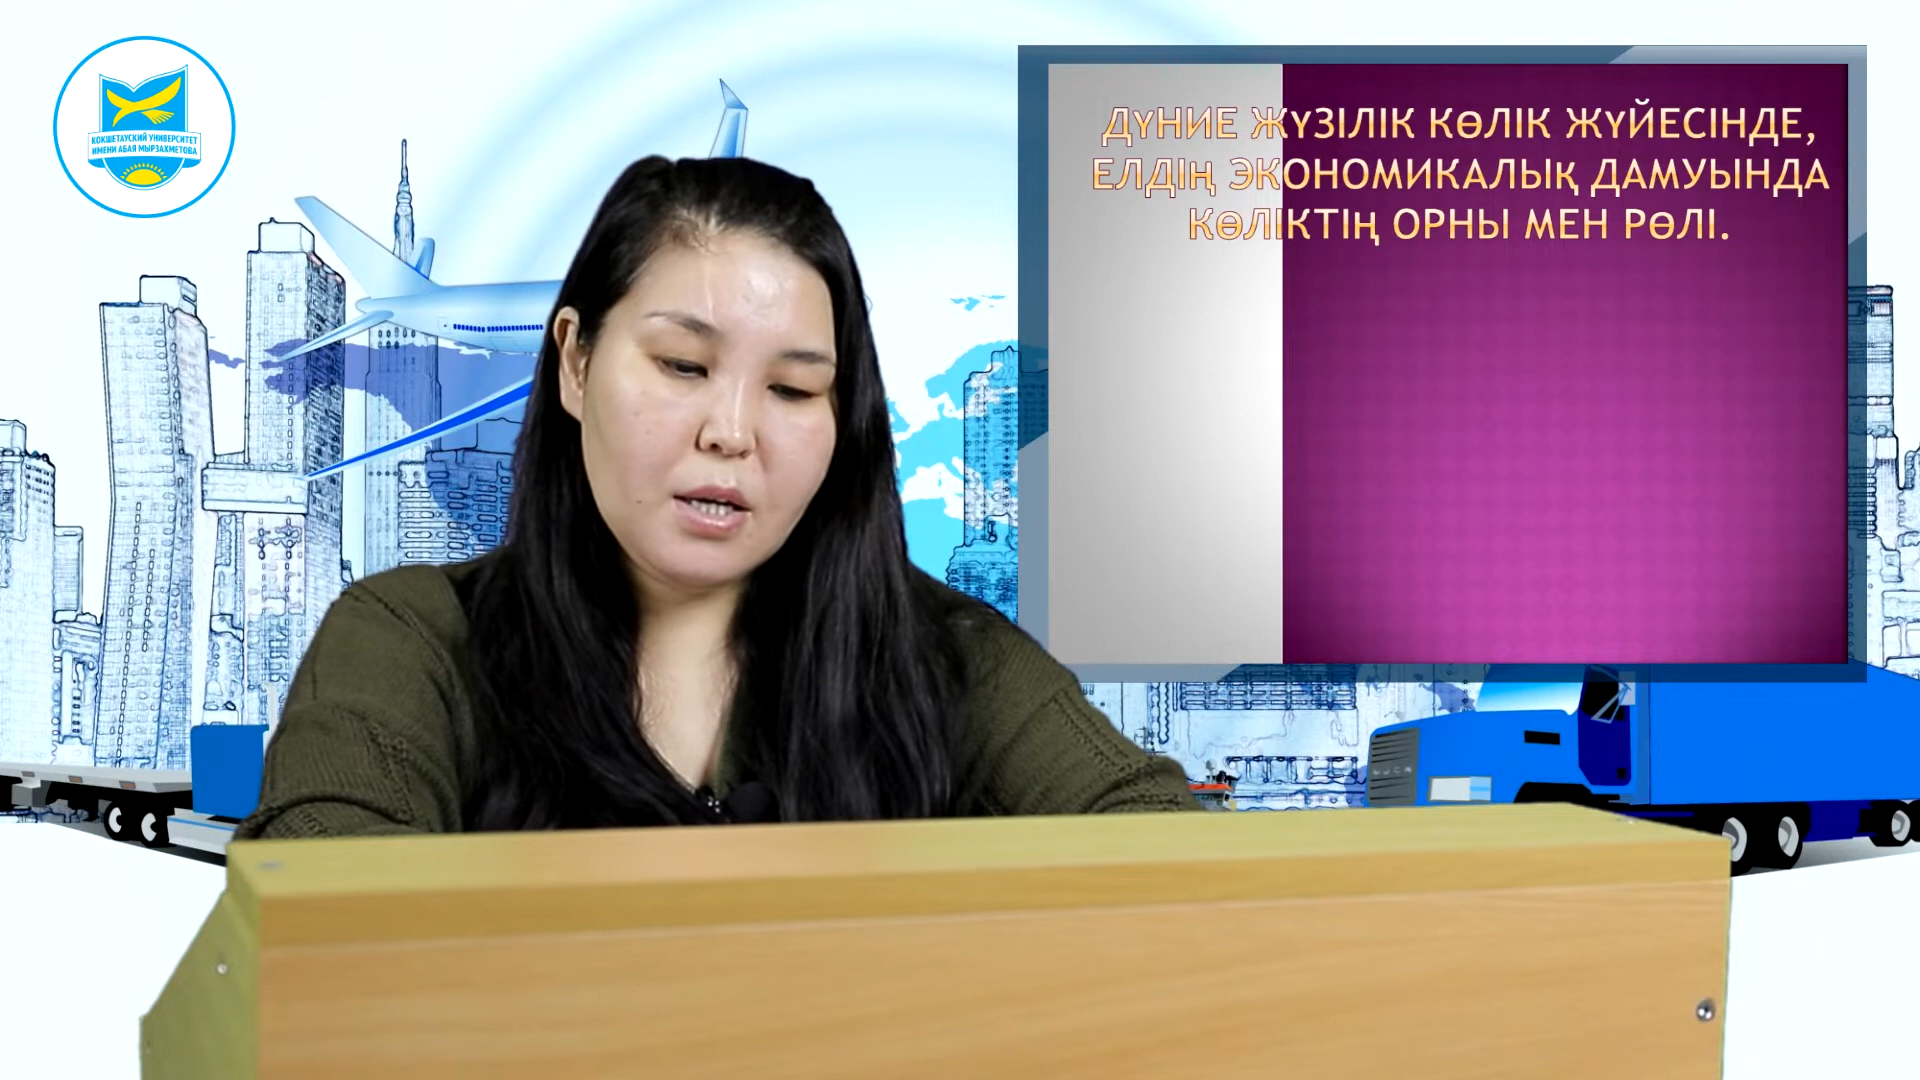 КОКШЕТАУСКИЙ УНИВЕРСИТЕТ
ИМЕНИ АБАЯ МЫРЗАХМЕТОВА
ДҮНИЕ ЖҮЗІЛІК КӨЛІК ЖҮЙЕСІНДЕ,
ЕЛДІҢ ЭКОНОМИКАЛЫҚ ДАМУЫНДА
КӨЛІКТІҢ ОРНЫ МЕН РӨЛІ.